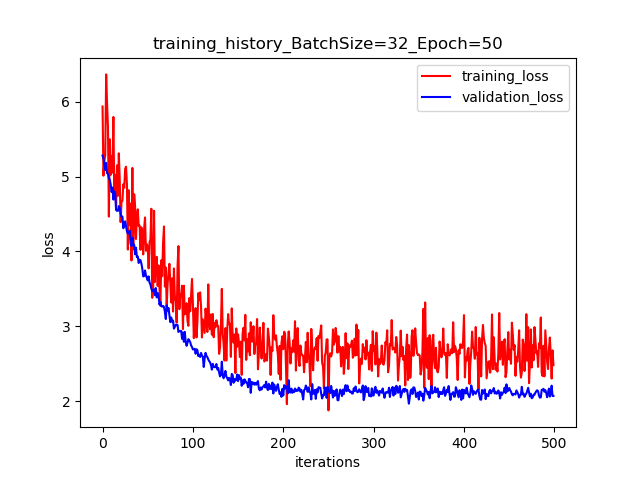 training_history_BatchSize=32_Epoch=50
training_loss
validation_loss
6
5
4
3
2
loss
0 100 200 300 400 500
iterations